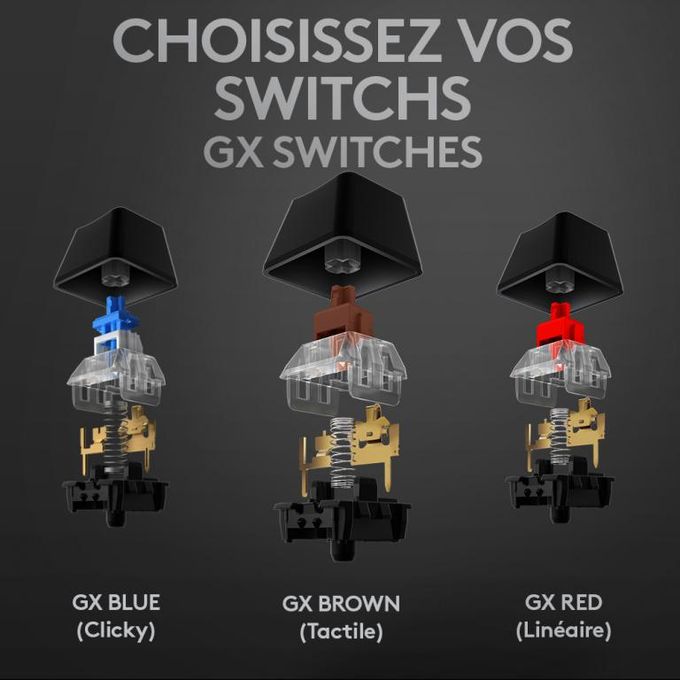 CHOISISSEZ VOS
SWITCHS
GX SWITCHES
GX BLUE
(Clicky)
GX BROWN
(Tactile)
GX RED
(Linéaire)